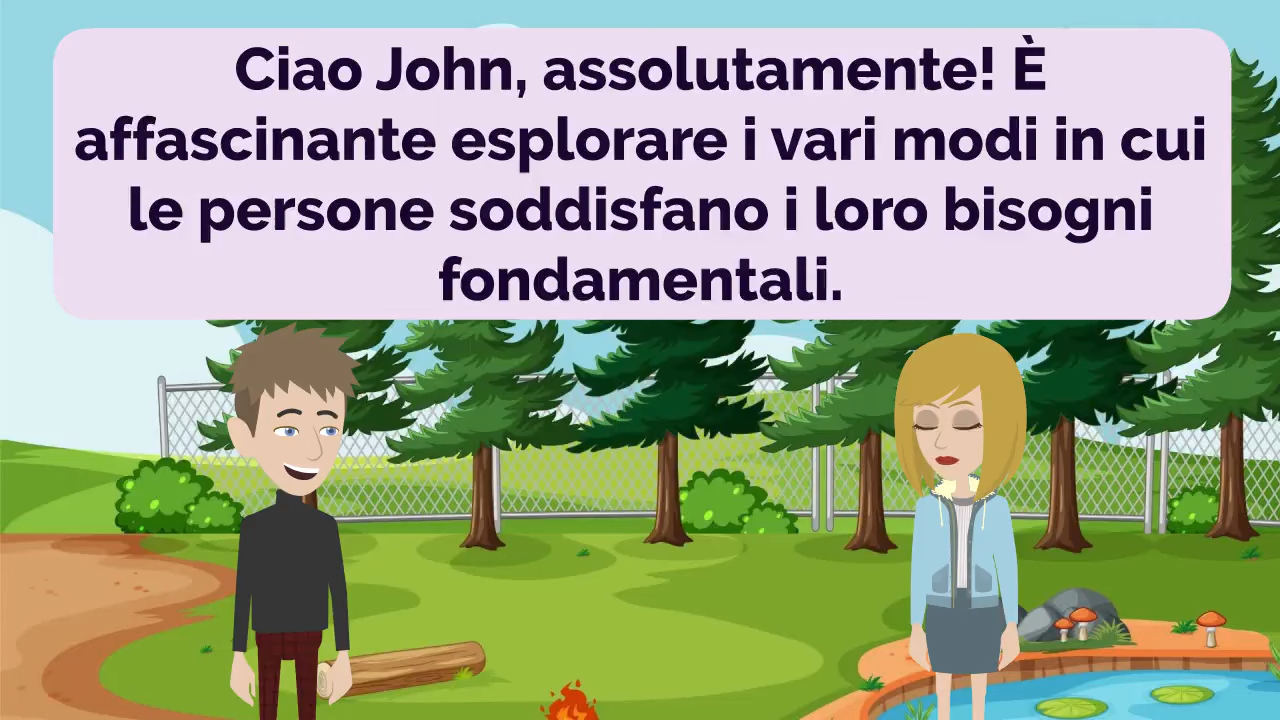 Ciao John, assolutamente! È
affascinante esplorare i vari modi in cui
le persone soddisfano i loro bisogni
fondamentali.